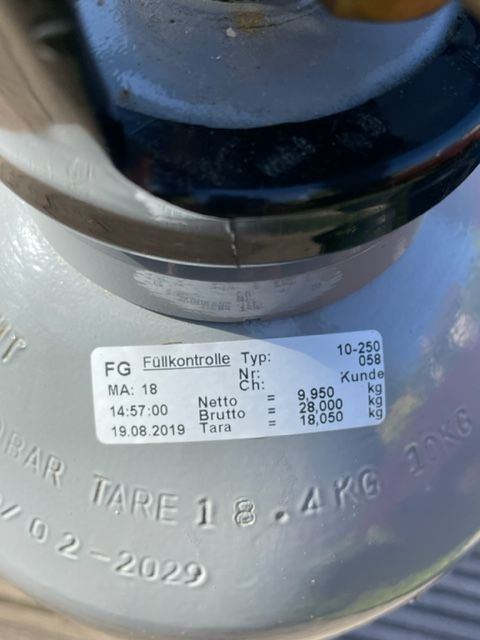 FG Füllkontrolle Typ: 10-250
Nr: 058
MA: 18 Ch: Kunde
14:57:00 Netto = 9,950 kg
Brutto = 28,000 kg
19.08.2019 Tara = 18,050 kg
BAR TARE 18.4KG 10KG
02-2029